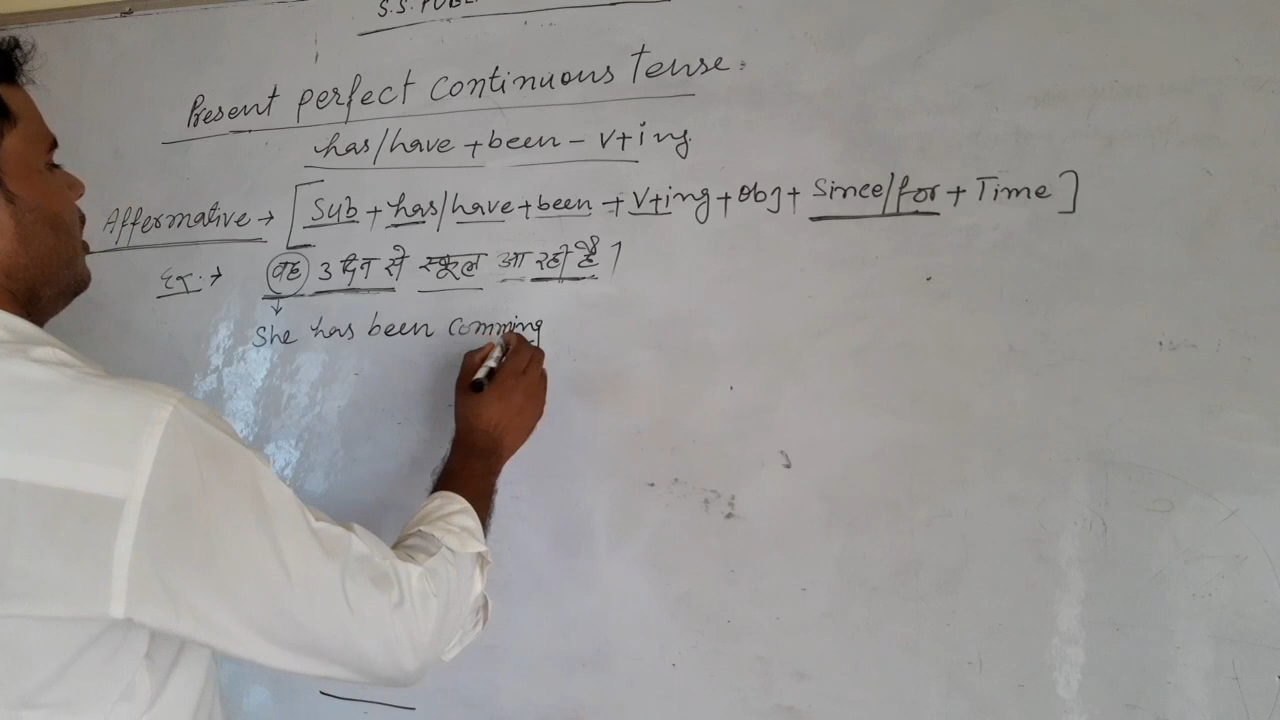 S.S. PUBL
Present perfect continuous tense.
has/have + been - v+ing.
Affermative → [Sub + has/have + been + v+ing + obj + Since/for + Time]
Ex. → वह 3 दिन से स्कूल आ रही है।
She has been comming